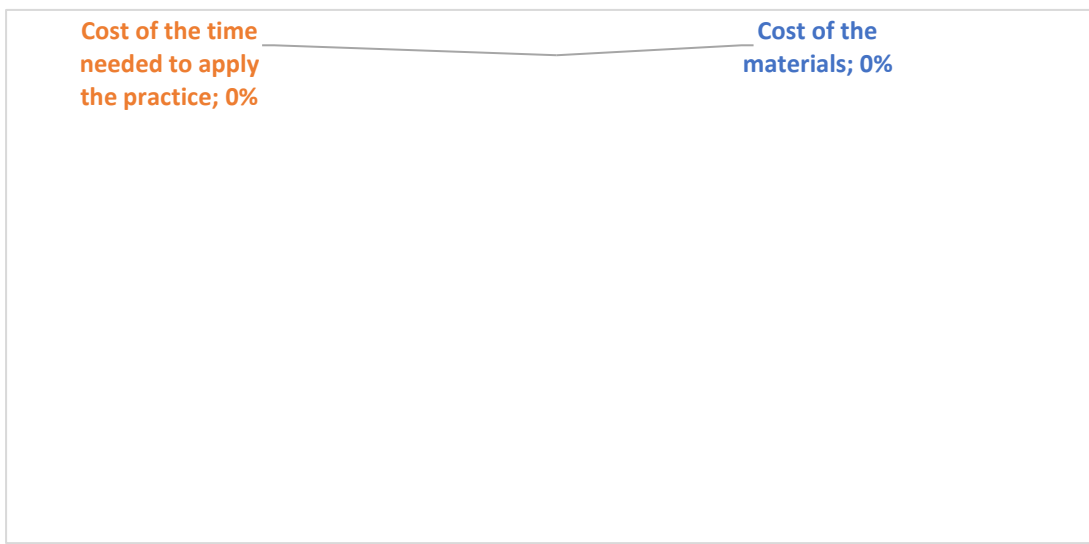 Cost of the time
needed to apply
the practice; 0%
Cost of the
materials; 0%